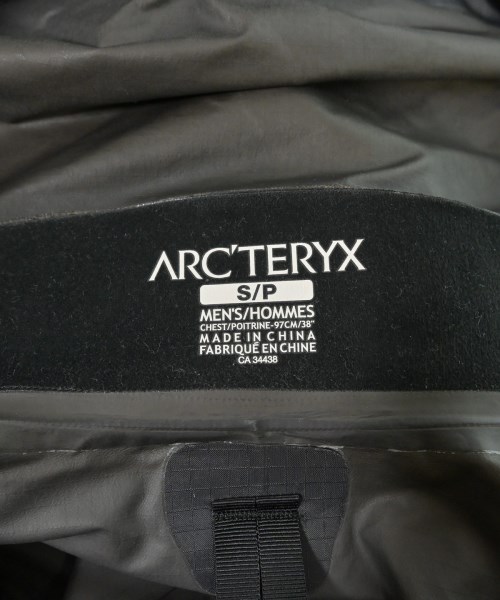 ARC'TERYX
S/P
MEN'S/HOMMES
CHEST/POITRINE-97CM/38"
MADE IN CHINA
FABRIQUÉ EN CHINE
CA 34438